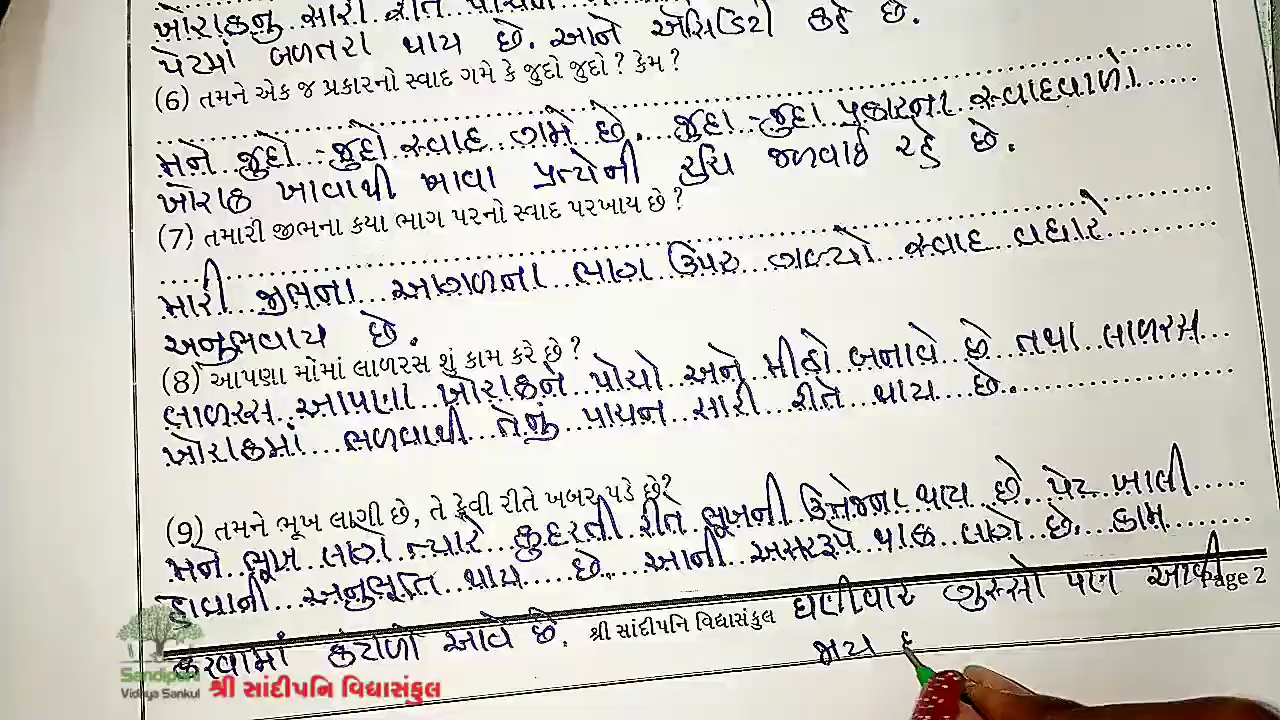 ખોરાકનુ સારી રીતે પાચન
પેટમાં બળતરા થાય છે. આને એસિડિટી કહે છે.
(6) તમને એક જ પ્રકારનો સ્વાદ ગમે કે જુદો જુદો ? કેમ ?
મને જુદો - જુદો સ્વાદ ગમે છે. જુદા - જુદા પ્રકારના સ્વાદવાળો
ખોરાક ખાવાથી ખાવા પ્રત્યેની રુચિ જળવાઈ રહે છે.
(7) તમારી જીભના કયા ભાગ પરનો સ્વાદ પરખાય છે ?
મારી જીભના આગળના ભાગ ઉપર ગળ્યો સ્વાદ વધારે
અનુભવાય છે.
(8) આપણા મોંમાં લાળરસ શું કામ કરે છે ?
લાળરસ આપણા ખોરાકને પોચો અને મીઠો બનાવે છે તથા લાળરસ
ખોરાકમાં ભળવાથી તેનું પાચન સારી રીતે થાય છે.
(9) તમને ભૂખ લાગી છે, તે કેવી રીતે ખબર પડે છે?
મને ભૂખ લાગે ત્યારે કુદરતી રીતે ભૂખની ઉત્તેજના થાય છે. પેટ ખાલી
હાવાની અનુભૂતિ થાય છે. આની અસરરૂપે થાક લાગે છે. કામ
કરવામાં કંટાળો આવે છે. શ્રી સાંદીપનિ વિદ્યાસંકુલ ઘણીવાર ગુસ્સો પણ આવી Page 2
જાય
Sandipani
Vidhya Sankul શ્રી સાંદીપનિ વિદ્યાસંકુલ